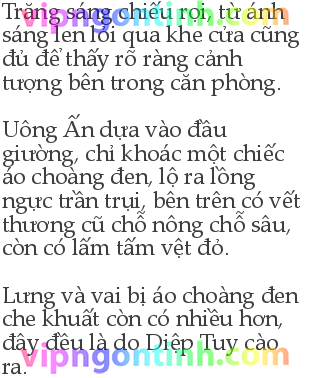 Trăng sáng chiếu rọi, từ ánh
sáng len lỏi qua khe cửa cũng
đủ để thấy rõ ràng cảnh
tượng bên trong căn phòng.
Uông Ấn dựa vào đầu
giường, chỉ khoác một chiếc
áo choàng đen, lộ ra lồng
ngực trần trụi, bên trên có vết
thương cũ chỗ nông chỗ sâu,
còn có lấm tấm vệt đỏ.
Lưng và vai bị áo choàng đen
che khuất còn có nhiều hơn,
đây đều là do Diệp Tuy cào
ra.
vipngontinh.com
vipngontinh.com